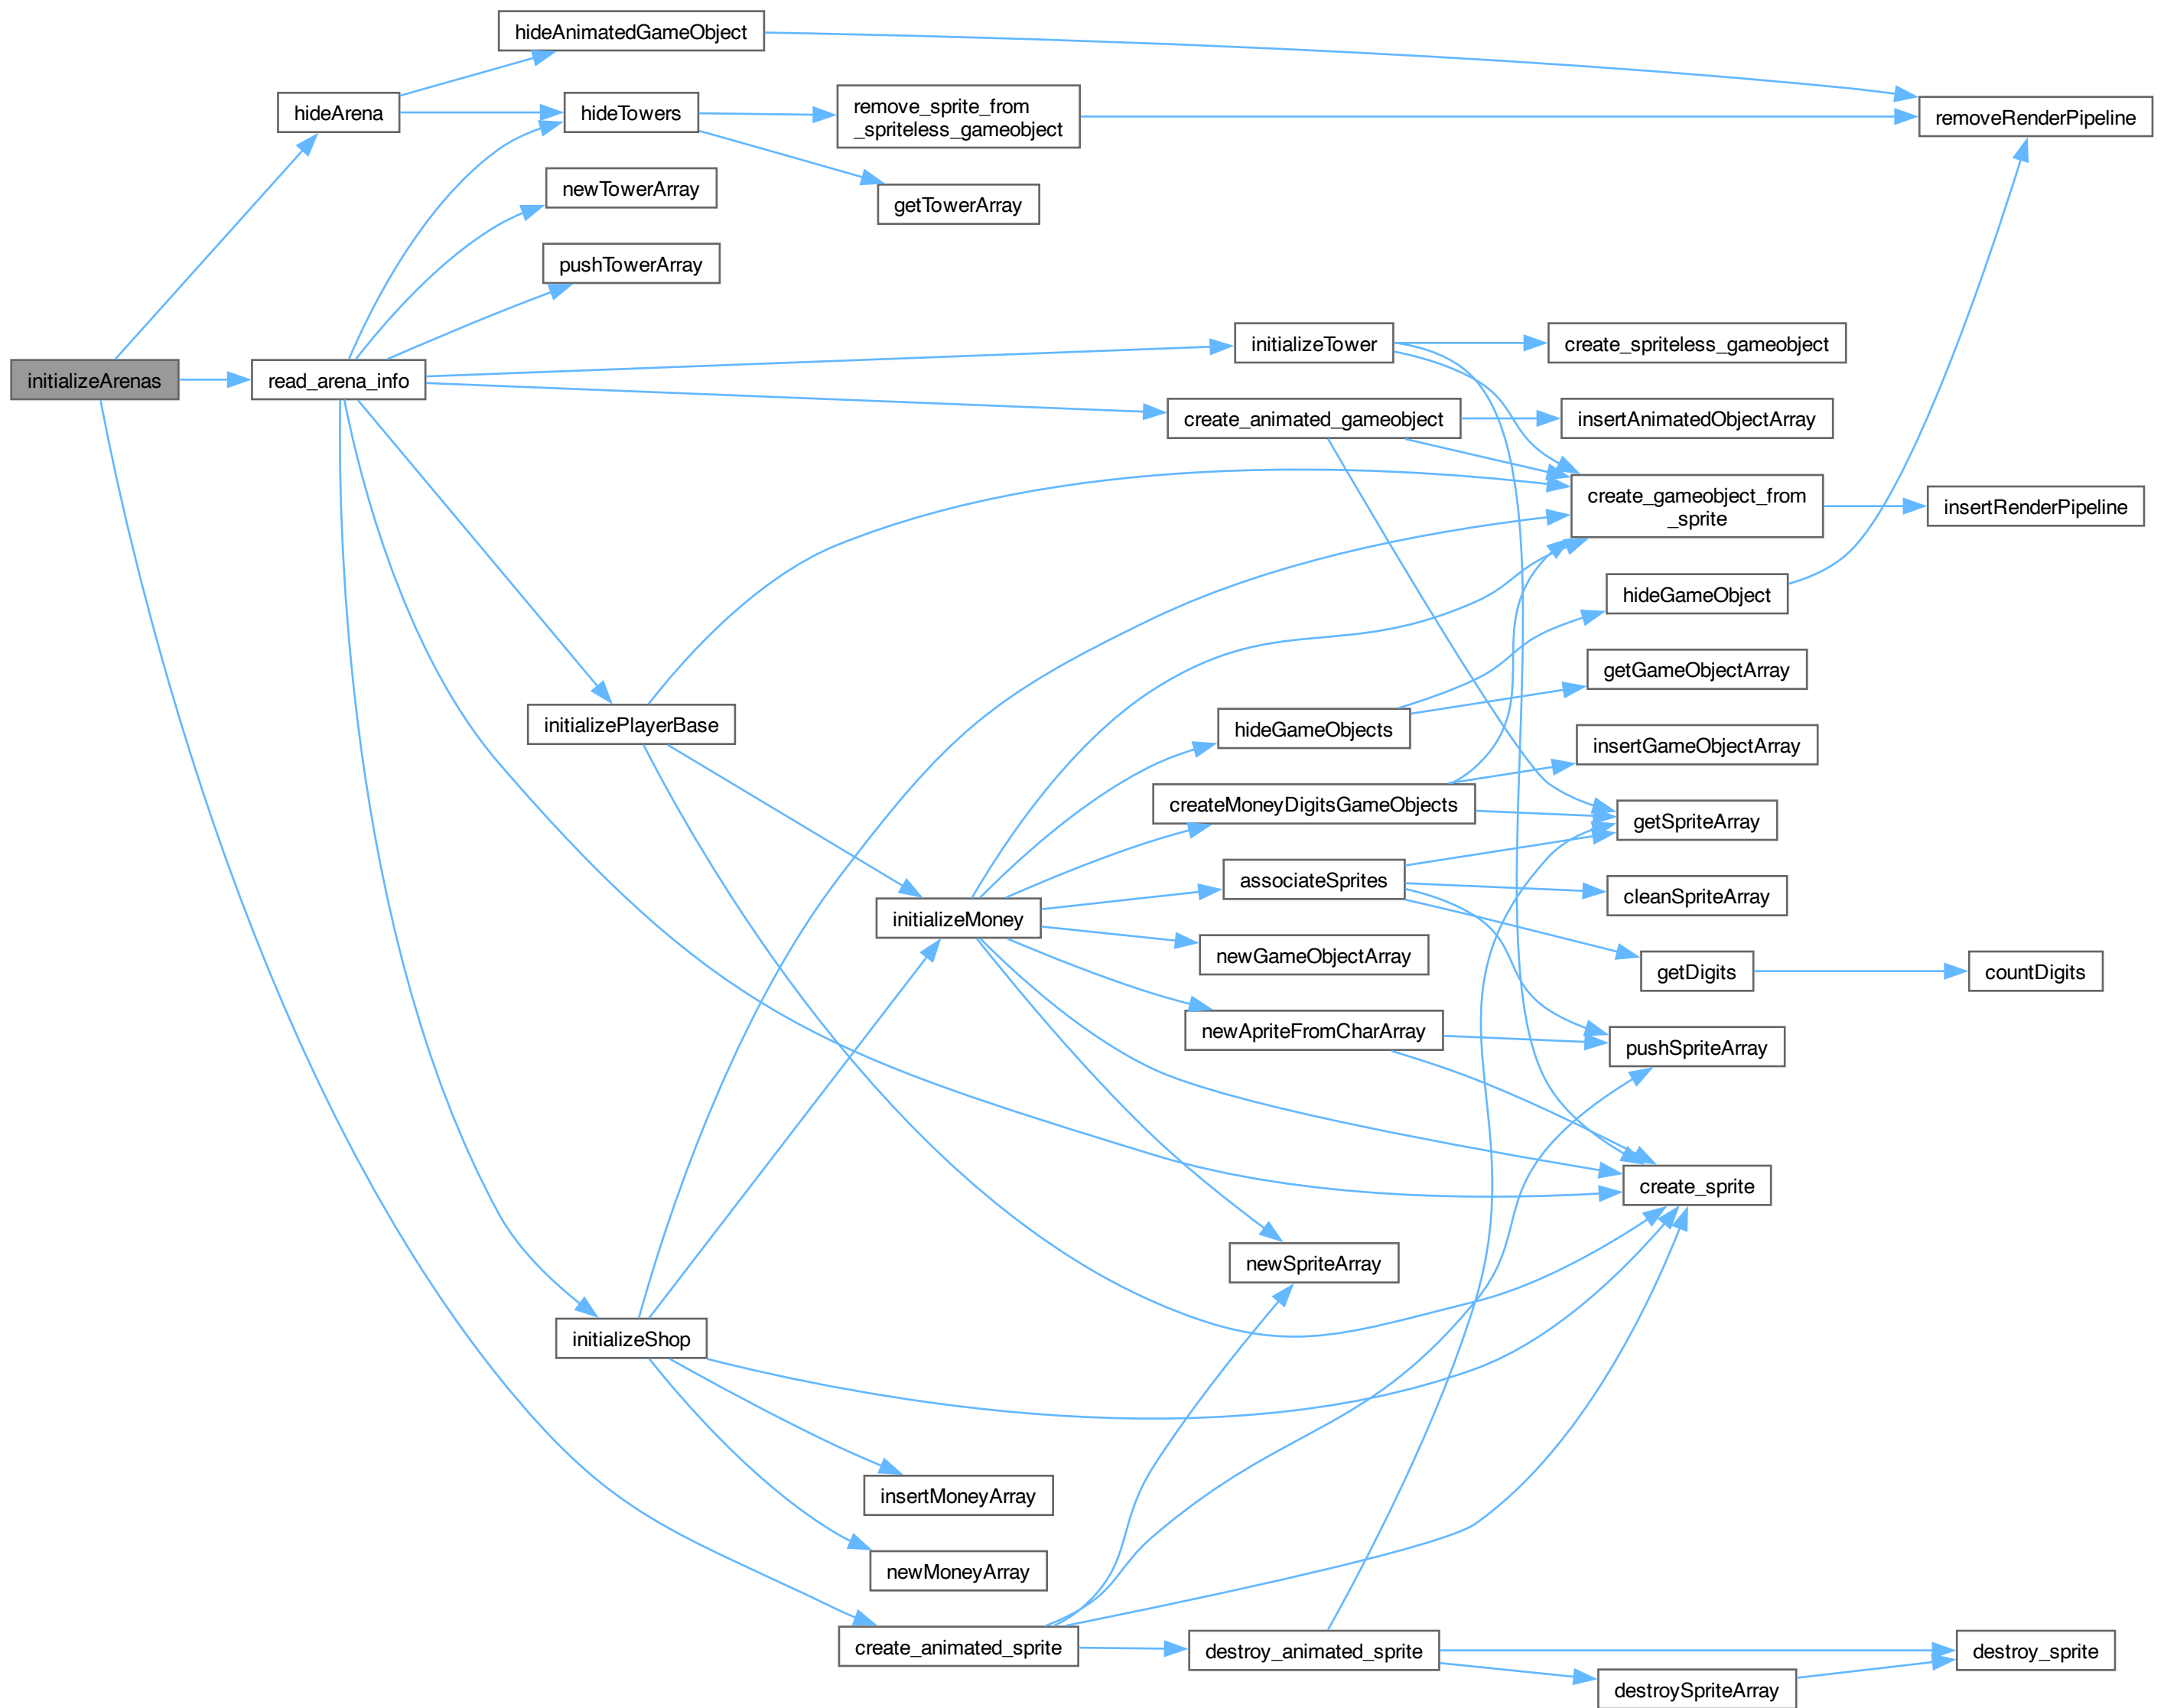 hideAnimatedGameObject
hideArena
hideTowers
remove_sprite_from
_spriteless_gameobject
removeRenderPipeline
newTowerArray
getTowerArray
pushTowerArray
initializeTower
create_spriteless_gameobject
initializeArenas
read_arena_info
create_animated_gameobject
insertAnimatedObjectArray
create_gameobject_from
_sprite
insertRenderPipeline
hideGameObject
getGameObjectArray
initializePlayerBase
hideGameObjects
insertGameObjectArray
createMoneyDigitsGameObjects
getSpriteArray
associateSprites
cleanSpriteArray
initializeMoney
newGameObjectArray
getDigits
countDigits
newApriteFromCharArray
pushSpriteArray
create_sprite
newSpriteArray
initializeShop
insertMoneyArray
newMoneyArray
create_animated_sprite
destroy_animated_sprite
destroy_sprite
destroySpriteArray